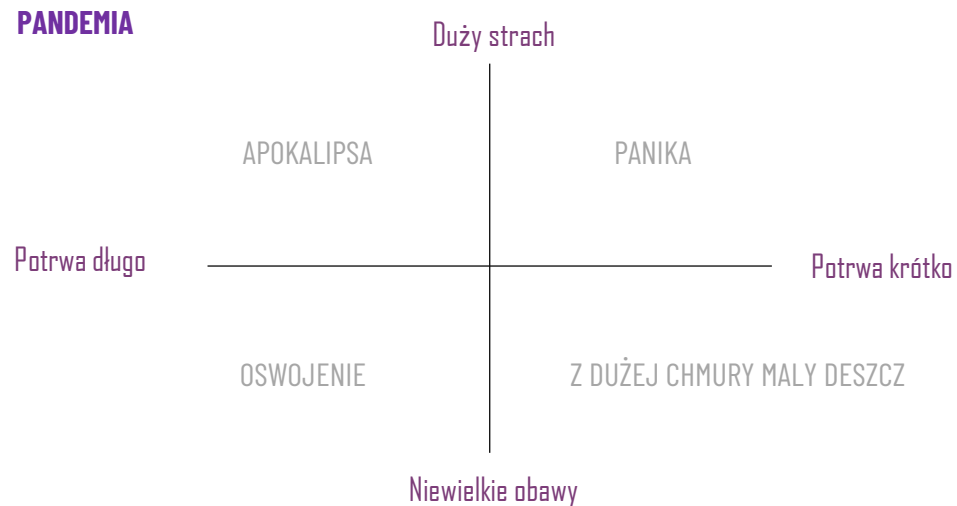 PANDEMIA
Duży strach
APOKALIPSA
PANIKA
Potrwa długo
Potrwa krótko
OSWOJENIE
Z DUŻEJ CHMURY MALY DESZCZ
Niewielkie obawy